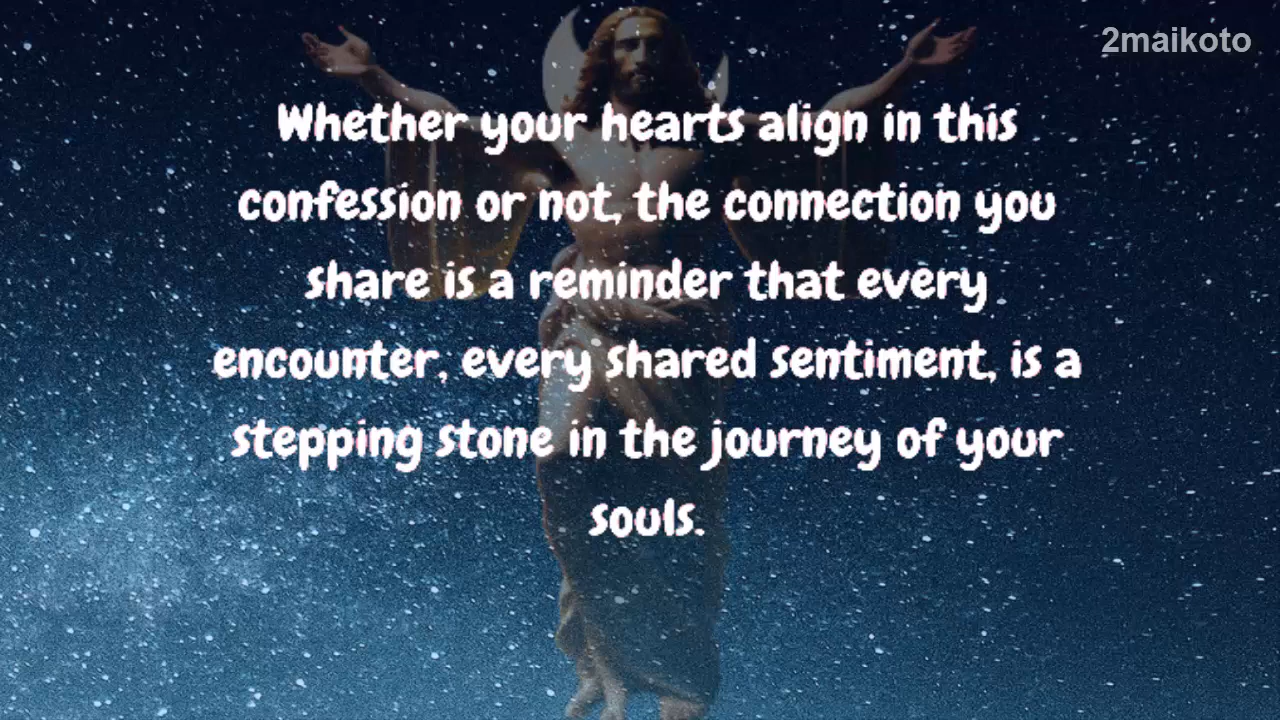 2maikoto
Whether your hearts align in this
confession or not, the connection you
share is a reminder that every
encounter, every shared sentiment, is a
stepping stone in the journey of your
souls.